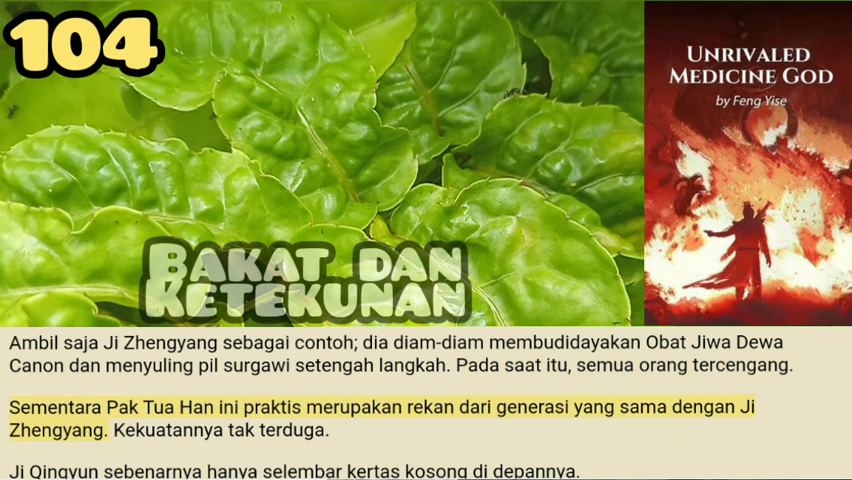 104
UNRIVALED
MEDICINE GOD
by Feng Yise
BAKAT DAN
KETEKUNAN
Ambil saja Ji Zhengyang sebagai contoh; dia diam-diam membudidayakan Obat Jiwa Dewa
Canon dan menyuling pil surgawi setengah langkah. Pada saat itu, semua orang tercengang.
Sementara Pak Tua Han ini praktis merupakan rekan dari generasi yang sama dengan Ji
Zhengyang. Kekuatannya tak terduga.
Ji Qingyun sebenarnya hanya selembar kertas kosong di depannya.